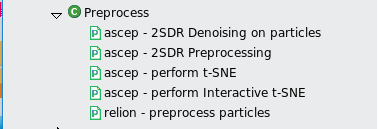 Preprocess
ascep - 2SDR Denoising on particles
ascep - 2SDR Preprocessing
ascep - perform t-SNE
ascep - perform Interactive t-SNE
relion - preprocess particles